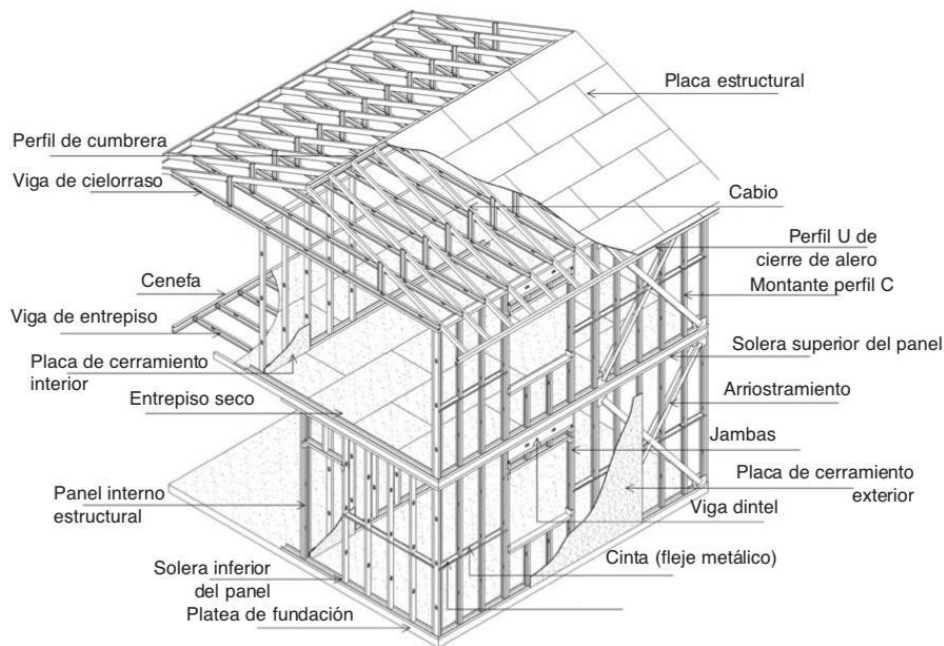 Placa estructural
Perfil de cumbrera
Viga de cielorraso
Cabio
Perfil U de
cierre de alero
Cenefa
Montante perfil C
Viga de entrepiso
Placa de cerramiento
interior
Solera superior del panel
Entrepiso seco
Arriostramiento
Jambas
Placa de cerramiento
exterior
Panel interno
estructural
Viga dintel
Cinta (fleje metálico)
Solera inferior
del panel
Platea de fundación